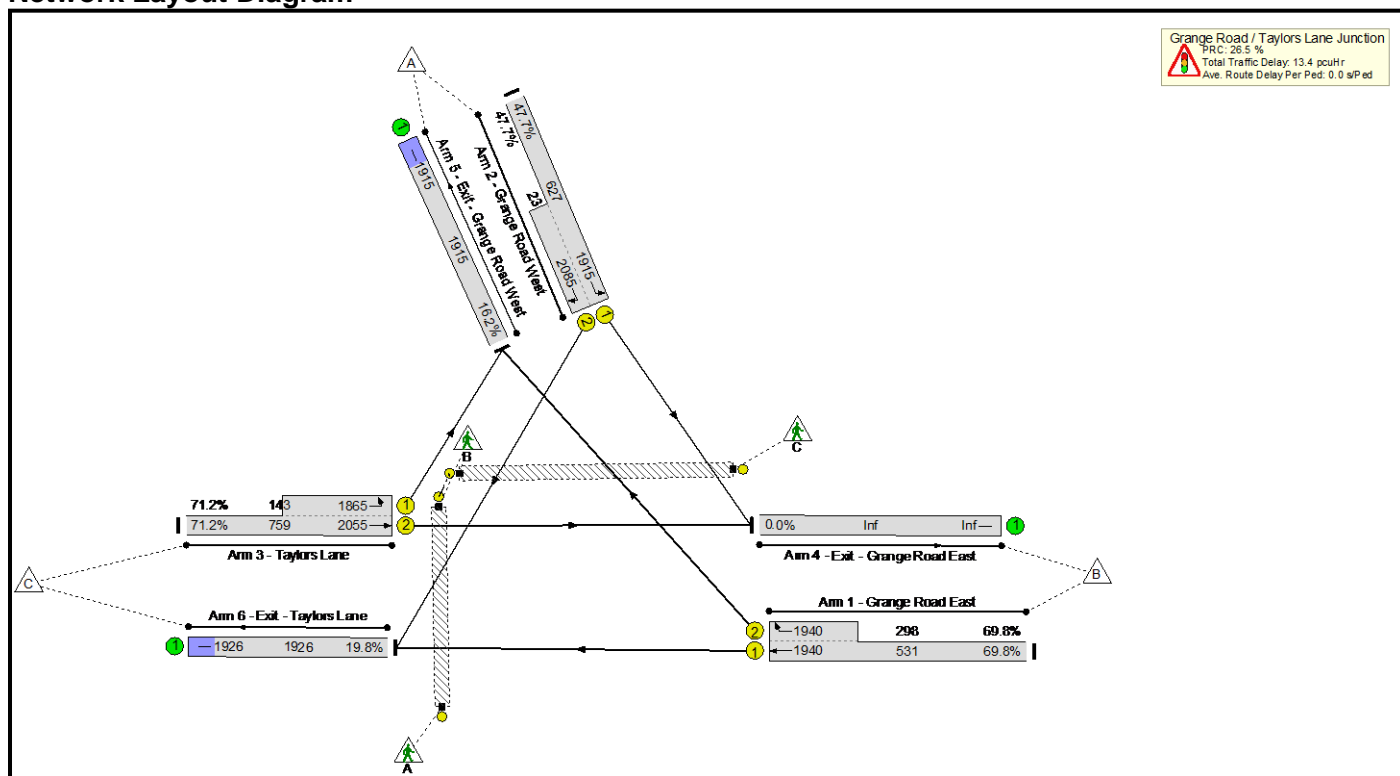 Network Layout Diagram
Grange Road / Taylors Lane Junction
PRC: 26.5 %
Total Traffic Delay: 13.4 pcuHr
Ave. Route Delay Per Ped: 0.0 s/Ped
A
1
1915
1915
16.2%
Arm 5 - Exit - Grange Road West
Arm 2 - Grange Road West
47.7%
47.7%
23
627
2085
1915
2
1
B
C
71.2% 143 1865
1
71.2% 759 2055
2
Arm 3 - Taylors Lane
0.0% Inf Inf
1
Arm 4 - Exit - Grange Road East
C
B
Arm 6 - Exit - Taylors Lane
1
1926 1926 19.8%
Arm 1 - Grange Road East
2
1940 298 69.8%
1
1940 531 69.8%
A